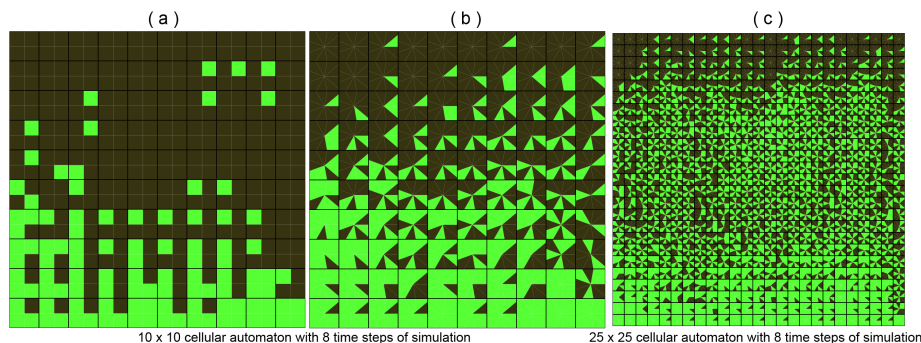 ( a ) ( b ) ( c )
10 x 10 cellular automaton with 8 time steps of simulation 25 x 25 cellular automaton with 8 time steps of simulation